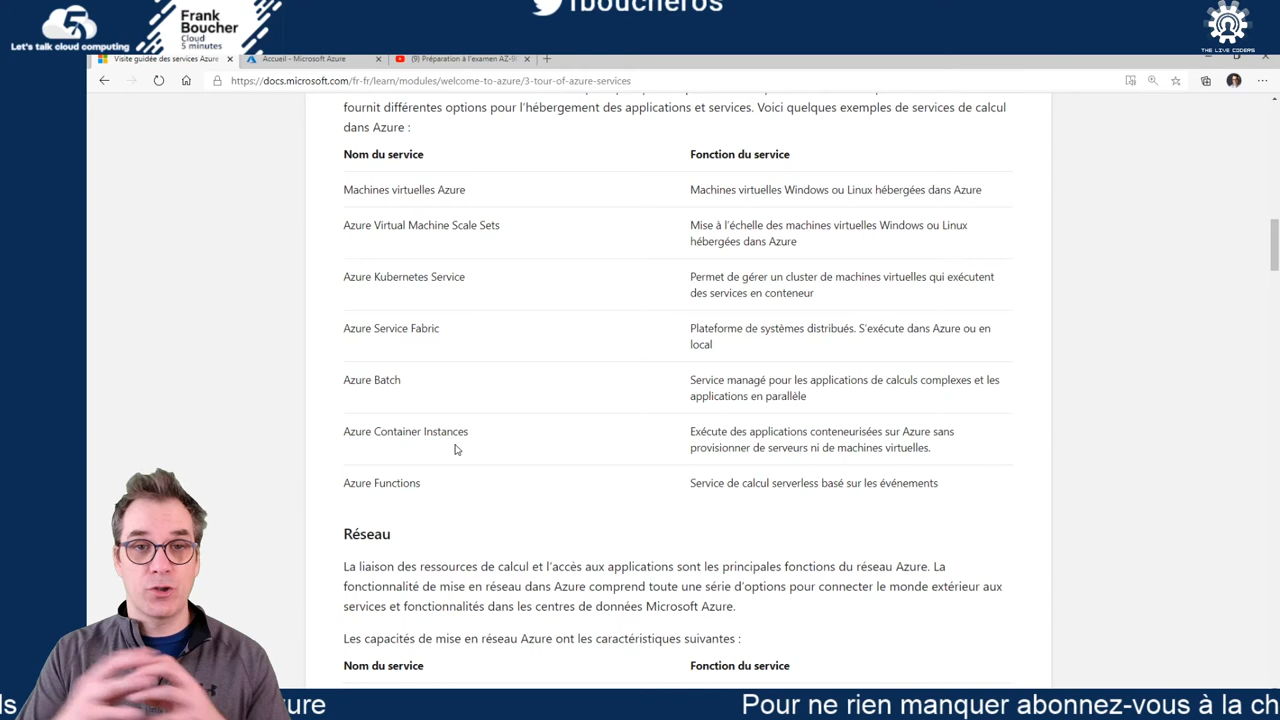 fboucheros
Let's talk cloud computing
5
Frank
Boucher
Cloud
5 minutes
THE LIVE CODERS
Visite guidée des services Azure
Accueil - Microsoft Azure
(9) Préparation à l'examen AZ-9
https://docs.microsoft.com/fr-fr/learn/modules/welcome-to-azure/3-tour-of-azure-services
fournit différentes options pour l'hébergement des applications et services. Voici quelques exemples de services de calcul
dans Azure :
Nom du service Fonction du service
Machines virtuelles Azure Machines virtuelles Windows ou Linux hébergées dans Azure
Azure Virtual Machine Scale Sets Mise à l'échelle des machines virtuelles Windows ou Linux
hébergées dans Azure
Azure Kubernetes Service Permet de gérer un cluster de machines virtuelles qui exécutent
des services en conteneur
Azure Service Fabric Plateforme de systèmes distribués. S'exécute dans Azure ou en
local
Azure Batch Service managé pour les applications de calculs complexes et les
applications en parallèle
Azure Container Instances Exécute des applications conteneurisées sur Azure sans
provisionner de serveurs ni de machines virtuelles.
Azure Functions Service de calcul serverless basé sur les événements
Réseau
La liaison des ressources de calcul et l'accès aux applications sont les principales fonctions du réseau Azure. La
fonctionnalité de mise en réseau dans Azure comprend toute une série d'options pour connecter le monde extérieur aux
services et fonctionnalités dans les centres de données Microsoft Azure.
Les capacités de mise en réseau Azure ont les caractéristiques suivantes :
Nom du service Fonction du service
ure Pour ne rien manquer abonnez-vous à la ch